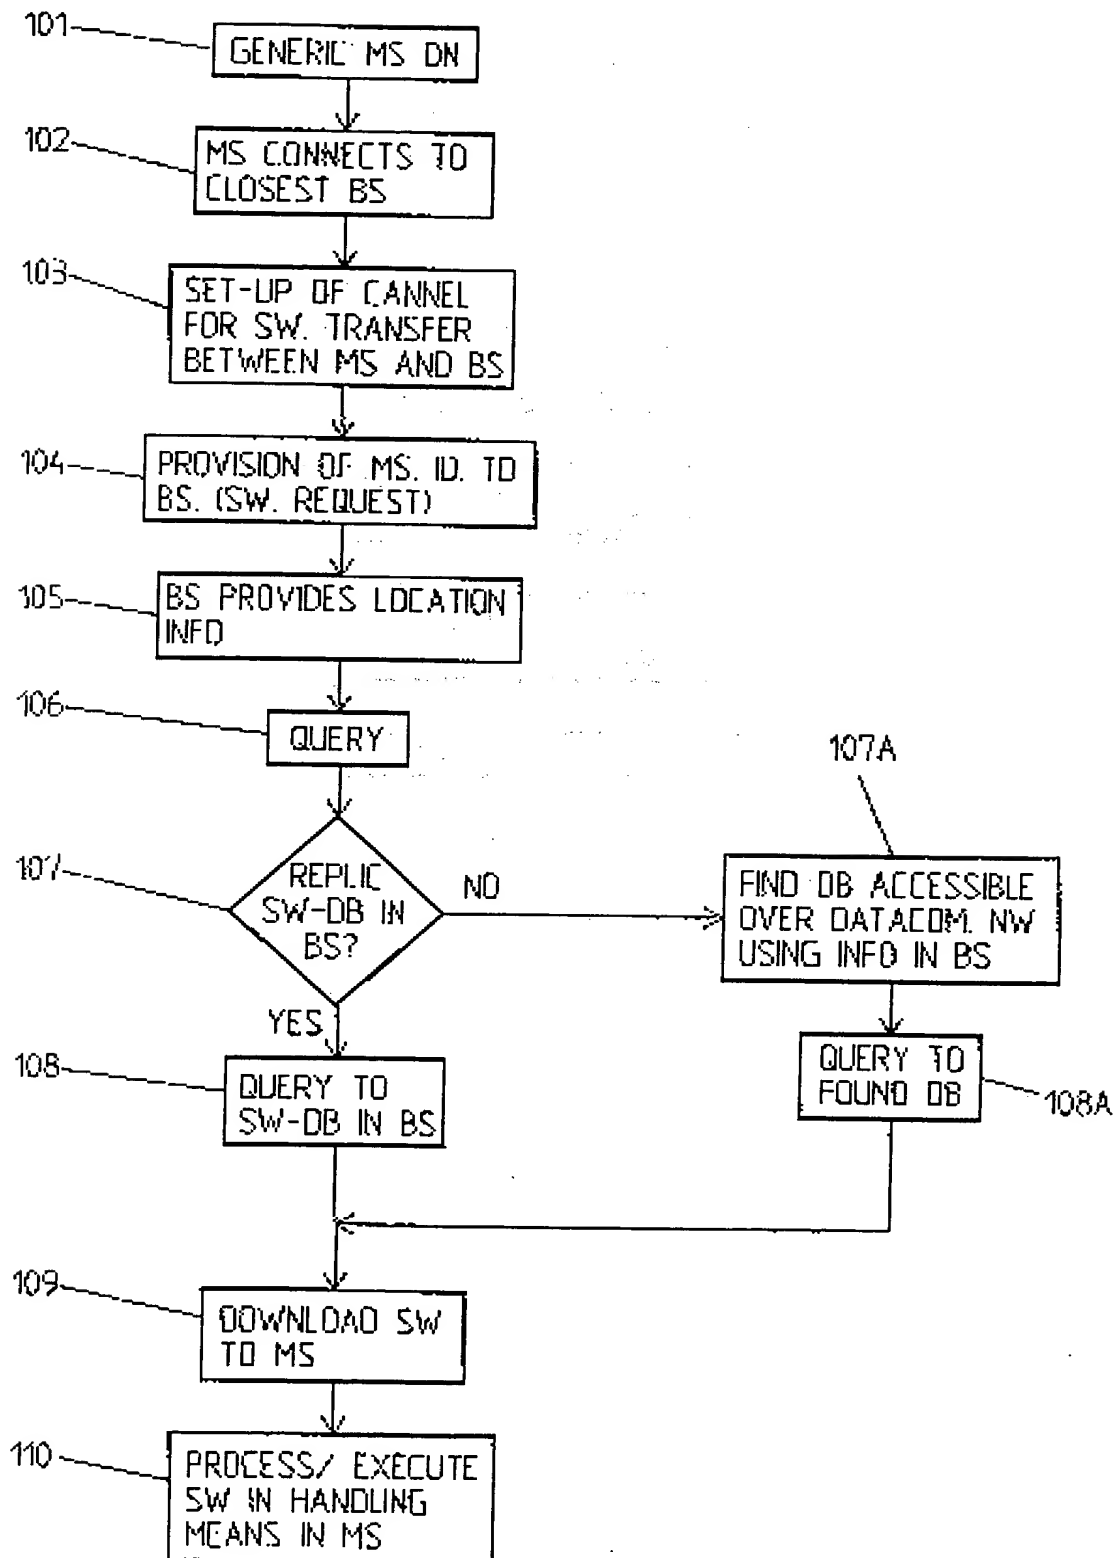 101
GENERIC MS ON
102
MS CONNECTS TO
CLOSEST BS
103
SET-UP OF CANNEL
FOR SW. TRANSFER
BETWEEN MS AND BS
104
PROVISION OF MS. ID. TO
BS. (SW. REQUEST)
105
BS PROVIDES LOCATION
INFO
106
QUERY
107
REPLIC
SW-DB IN
BS?
NO
YES
107A
FIND DB ACCESSIBLE
OVER DATACOM. NW
USING INFO IN BS
108
QUERY TO
SW-DB IN BS
QUERY TO
FOUND DB
108A
109
DOWNLOAD SW
TO MS
110
PROCESS/ EXECUTE
SW IN HANDLING
MEANS IN MS